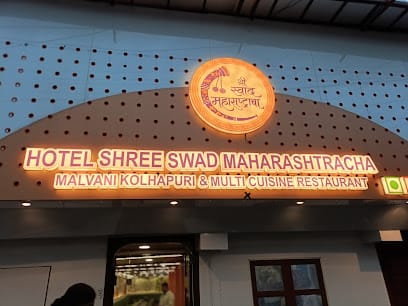 श्री
स्वाद
महाराष्ट्राचा
HOTEL SHREE SWAD MAHARASHTRACHA
MALVANI KOLHAPURI & MULTI CUISINE RESTAURANT